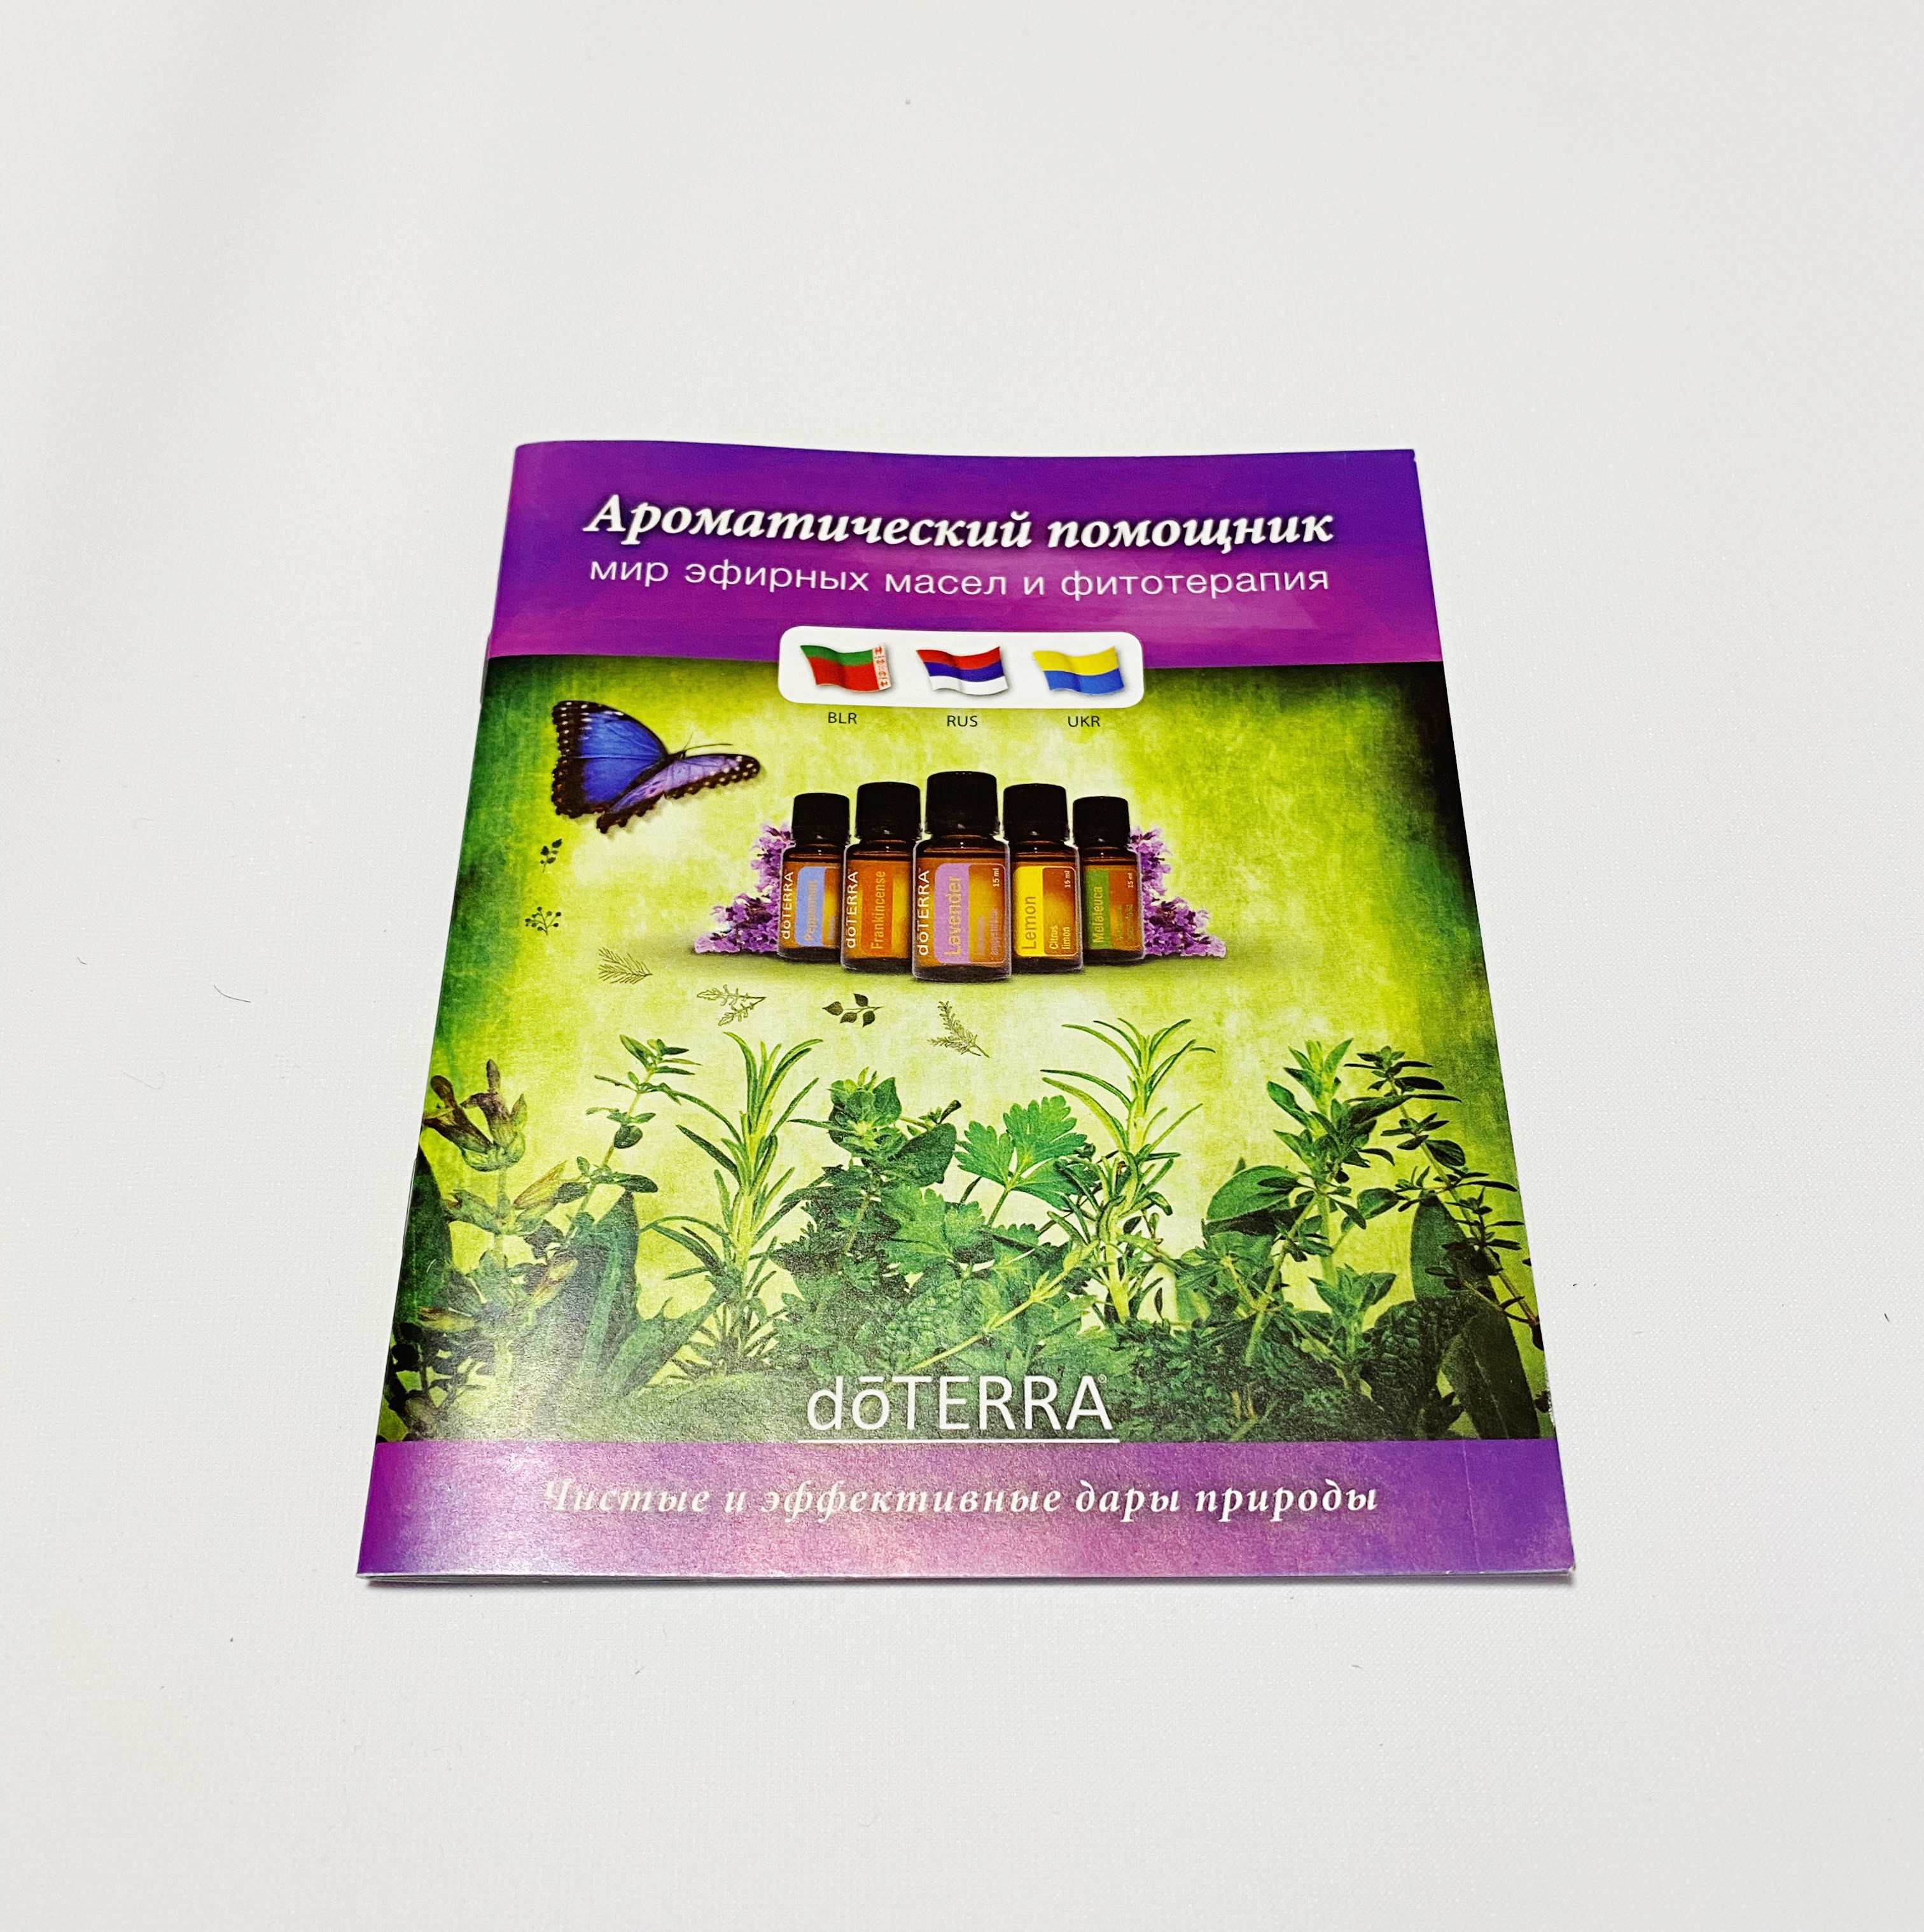 Ароматический помощник
мир эфирных масел и фитотерапия
BLR RUS UKR
dōTERRA
dōTERRA Frankincense
dōTERRA Lavender 15 ml
Lemon Citrus limon 15 ml
Melaleuca 15 ml
dōTERRA®
Чистые и эффективные дары природы